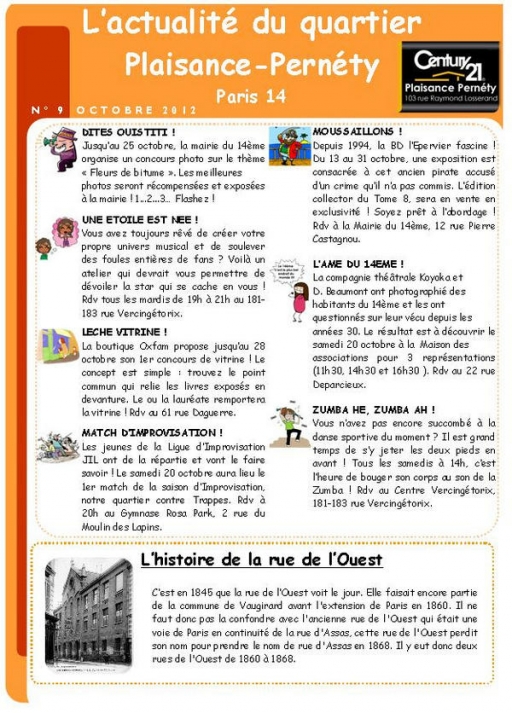 L'actualité du quartier
Plaisance-Pernéty
Paris 14
Century 21
Plaisance Pernéty
103 rue Raymond Losserand
N° 9 OCTOBRE 2012
DITES OUISTITI !
Jusqu'au 25 octobre, la mairie du 14ème
organise un concours photo sur le thème
« Fleurs de bitume ». Les meilleures
photos seront récompensées et exposées
à la mairie ! 1...2...3... Flashez !
UNE ETOILE EST NEE !
Vous avez toujours rêvé de créer votre
propre univers musical et de soulever
des foules entières de fans ? Voilà un
atelier qui devrait vous permettre de
dévoiler la star qui se cache en vous !
Rdv tous les mardis de 19h à 21h au 181-
183 rue Vercingétorix.
LECHE VITRINE !
La boutique Oxfam propose jusqu'au 28
octobre son 1er concours de vitrine ! Le
concept est simple : trouvez le point
commun qui relie les livres exposés en
devanture. Le ou la lauréate remportera
la vitrine ! Rdv au 61 rue Daguerre.
MATCH D'IMPROVISATION !
Les jeunes de la Ligue d'Improvisation
JIL ont de la répartie et vont le faire
savoir ! Le samedi 20 octobre aura lieu le
1er match de la saison d'Improvisation,
notre quartier contre Trappes. Rdv à
20h au Gymnase Rosa Park, 2 rue du
Moulin des Lapins.
MOUSSAILLONS !
Depuis 1994, la BD l'Epervier fascine !
Du 13 au 31 octobre, une exposition est
consacrée à cet ancien pirate accusé
d'un crime qu'il n'a pas commis. L'édition
collector du Tome 8, sera en vente en
exclusivité ! Soyez prêt à l'abordage !
Rdv à la Mairie du 14ème, 12 rue Pierre
Castagnou.
L'AME DU 14EME !
La compagnie théâtrale Kayoka et
D. Beaumont ont photographié des
habitants du 14ème et les ont
questionnés sur leur vécu depuis les
années 30. Le résultat est à découvrir le
samedi 20 octobre à la Maison des
associations pour 3 représentations
(11h30, 14h30 et 16h30 ). Rdv au 22 rue
Deparcieux.
ZUMBA HE, ZUMBA AH !
Vous n'avez pas encore succombé à la
danse sportive du moment ? Il est grand
temps de s'y jeter les deux pieds en
avant ! Tous les samedis à 14h, c'est
l'heure de bouger son corps au son de la
Zumba ! Rdv au Centre Vercingétorix,
181-183 rue Vercingétorix.
L'histoire de la rue de l'Ouest
C'est en 1845 que la rue de l'Ouest voit le jour. Elle faisait encore partie
de la commune de Vaugirard avant l'extension de Paris en 1860. Il ne
faut donc pas la confondre avec l'ancienne rue de l'Ouest qui était une
voie de Paris en continuité de la rue d'Assas, cette rue de l'Ouest perdit
son nom pour prendre le nom de rue d'Assas en 1868. Il y eut donc deux
rues de l'Ouest de 1860 à 1868.